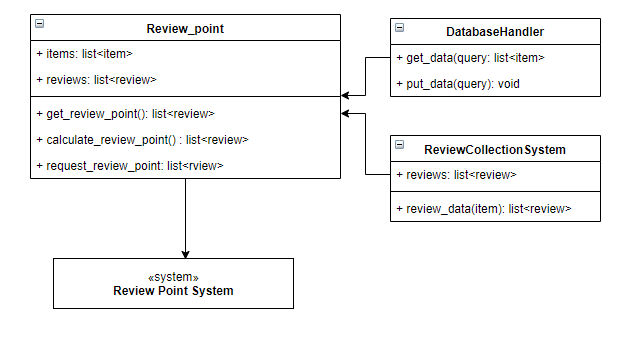 Review_point
+ items: list<item>
+ reviews: list<review>
+ get_review_point(): list<review>
+ calculate_review_point() : list<review>
+ request_review_point: list<rview>
DatabaseHandler
+ get_data(query: list<item>
+ put_data(query): void
ReviewCollectionSystem
+ reviews: list<review>
+ review_data(item): list<review>
«system»
Review Point System